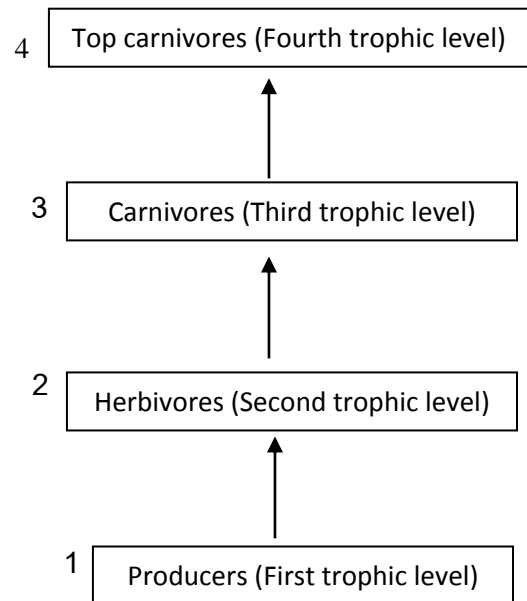 4 Top carnivores (Fourth trophic level)
3 Carnivores (Third trophic level)
2 Herbivores (Second trophic level)
1 Producers (First trophic level)